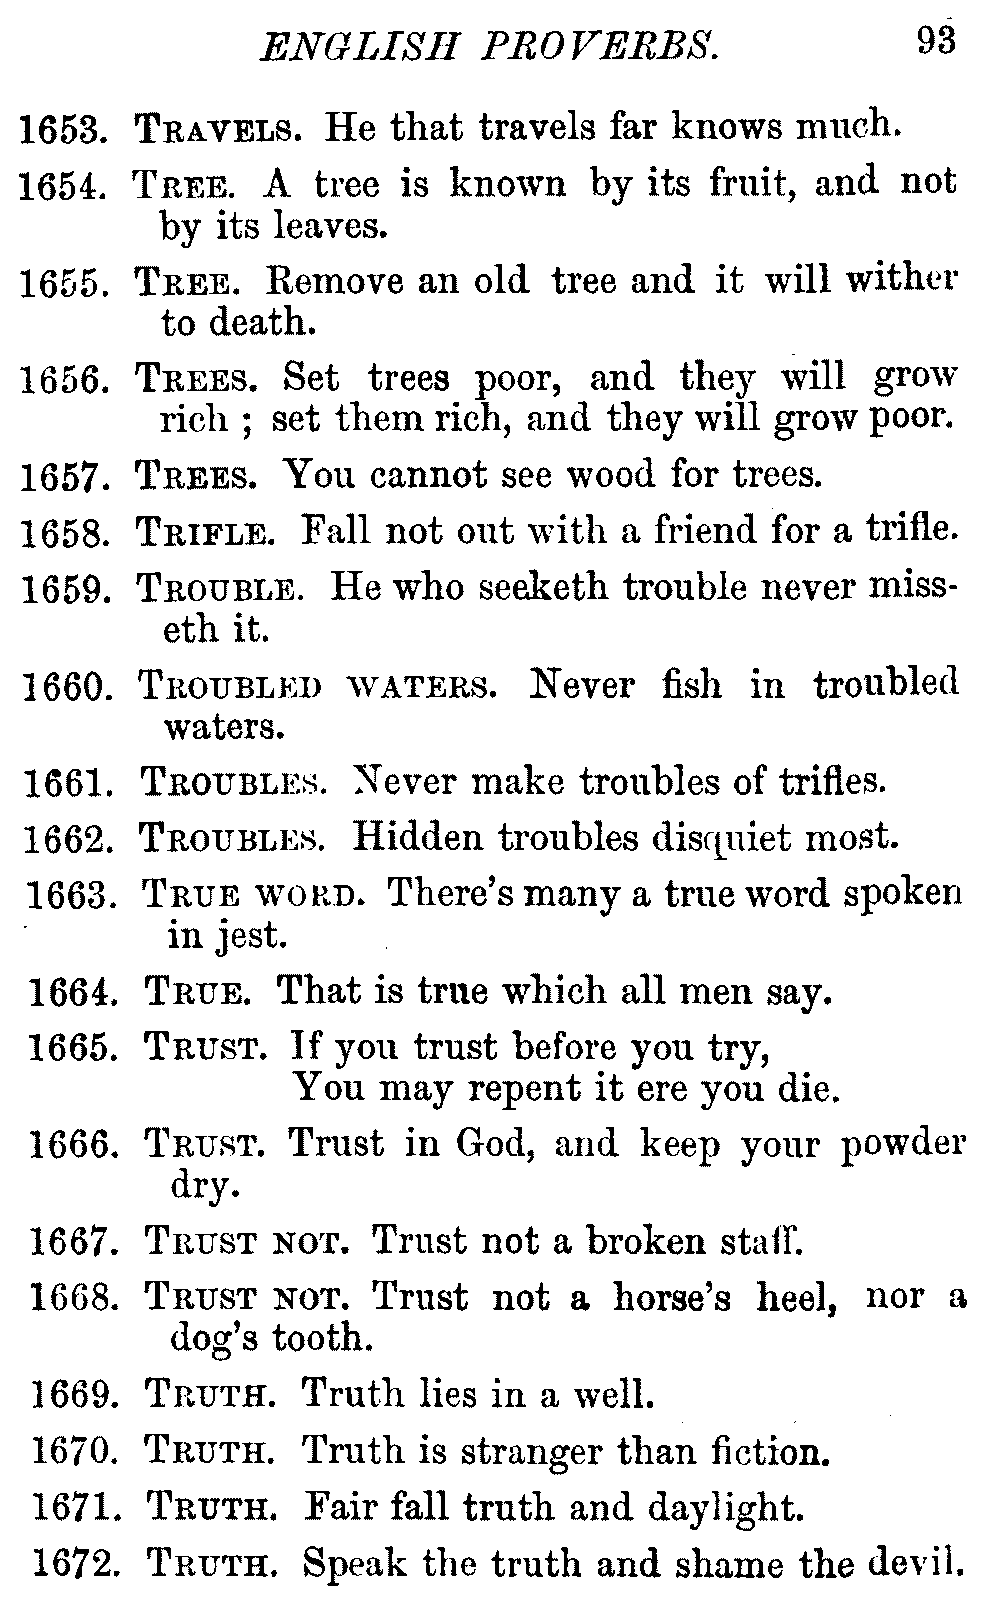 ENGLISH PROVERBS. 93
1653. TRAVELS. He that travels far knows much.
1654. TREE. A tree is known by its fruit, and not
by its leaves.
1655. TREE. Remove an old tree and it will wither
to death.
1656. TREES. Set trees poor, and they will grow
rich ; set them rich, and they will grow poor.
1657. TREES. You cannot see wood for trees.
1658. TRIFLE. Fall not out with a friend for a trifle.
1659. TROUBLE. He who seeketh trouble never miss-
eth it.
1660. TROUBLED WATERS. Never fish in troubled
waters.
1661. TROUBLES. Never make troubles of trifles.
1662. TROUBLES. Hidden troubles disquiet most.
1663. TRUE WORD. There's many a true word spoken
in jest.
1664. TRUE. That is true which all men say.
1665. TRUST. If you trust before you try,
You may repent it ere you die.
1666. TRUST. Trust in God, and keep your powder
dry.
1667. TRUST NOT. Trust not a broken staff.
1668. TRUST NOT. Trust not a horse's heel, nor a
dog's tooth.
1669. TRUTH. Truth lies in a well.
1670. TRUTH. Truth is stranger than fiction.
1671. TRUTH. Fair fall truth and daylight.
1672. TRUTH. Speak the truth and shame the devil.